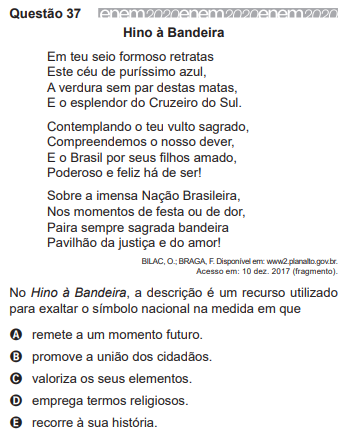 Questão 37
enem2020enem2020enem2020
Hino à Bandeira
Em teu seio formoso retratas
Este céu de puríssimo azul,
A verdura sem par destas matas,
E o esplendor do Cruzeiro do Sul.
Contemplando o teu vulto sagrado,
Compreendemos o nosso dever,
E o Brasil por seus filhos amado,
Poderoso e feliz há de ser!
Sobre a imensa Nação Brasileira,
Nos momentos de festa ou de dor,
Paira sempre sagrada bandeira
Pavilhão da justiça e do amor!
BILAC, O.; BRAGA, F. Disponível em: www2.planalto.gov.br.
Acesso em: 10 dez. 2017 (fragmento).
No Hino à Bandeira, a descrição é um recurso utilizado
para exaltar o símbolo nacional na medida em que
A remete a um momento futuro.
B promove a união dos cidadãos.
C valoriza os seus elementos.
D emprega termos religiosos.
E recorre à sua história.